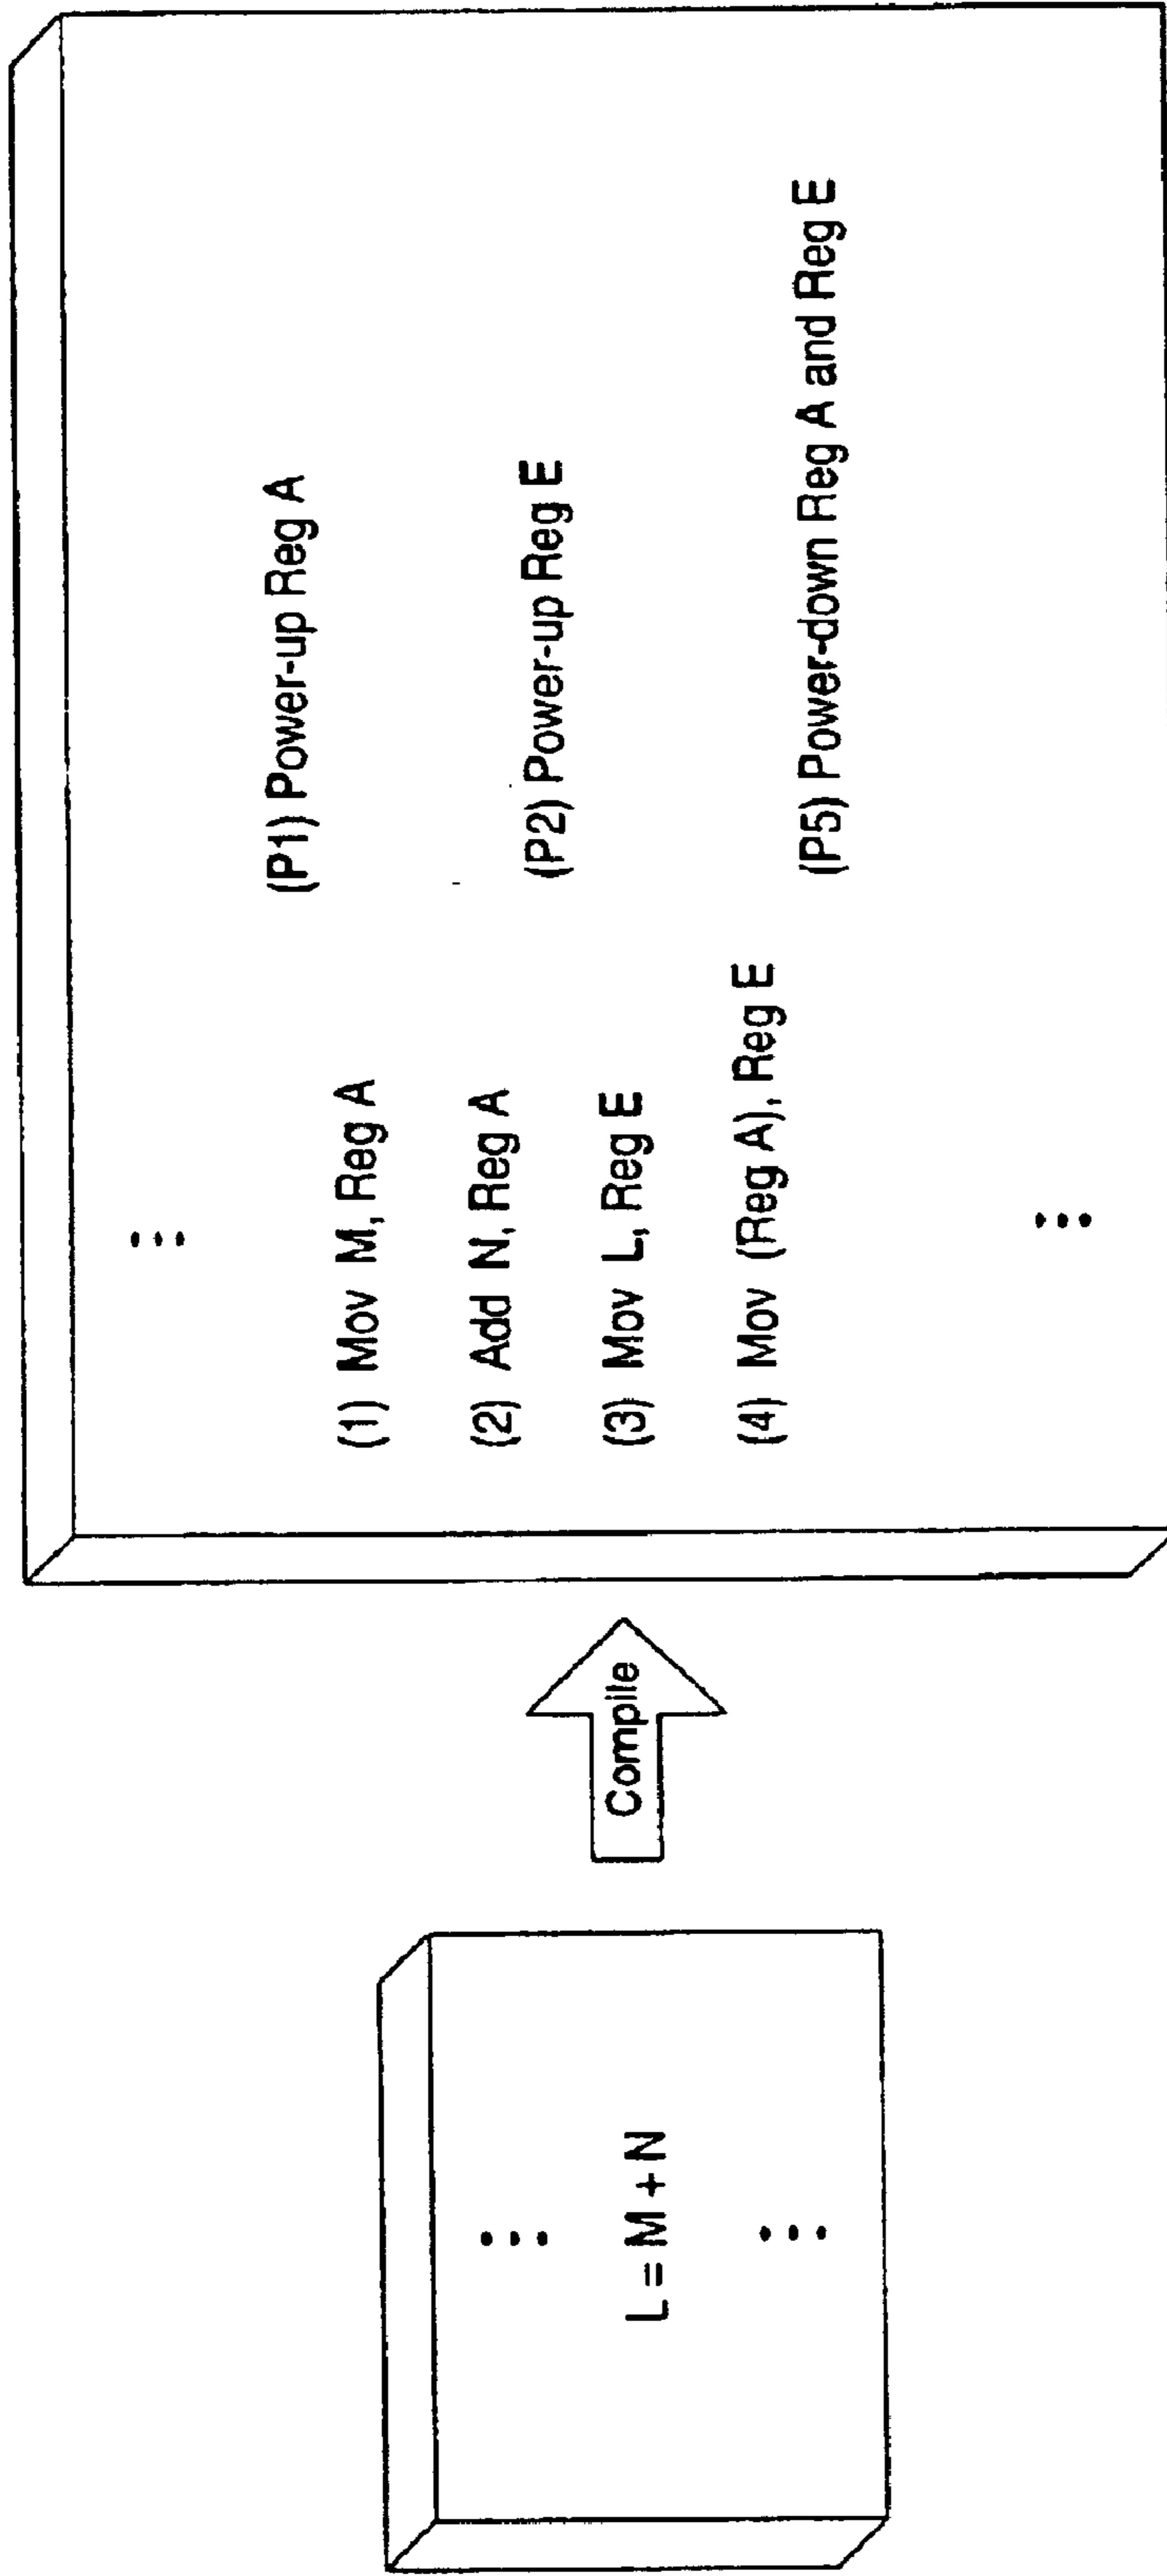 L = M + N
Compile
(P1) Power-up Reg A
(1) Mov M, Reg A
(2) Add N, Reg A
(P2) Power-up Reg E
(3) Mov L, Reg E
(4) Mov (Reg A), Reg E
(P5) Power-down Reg A and Reg E